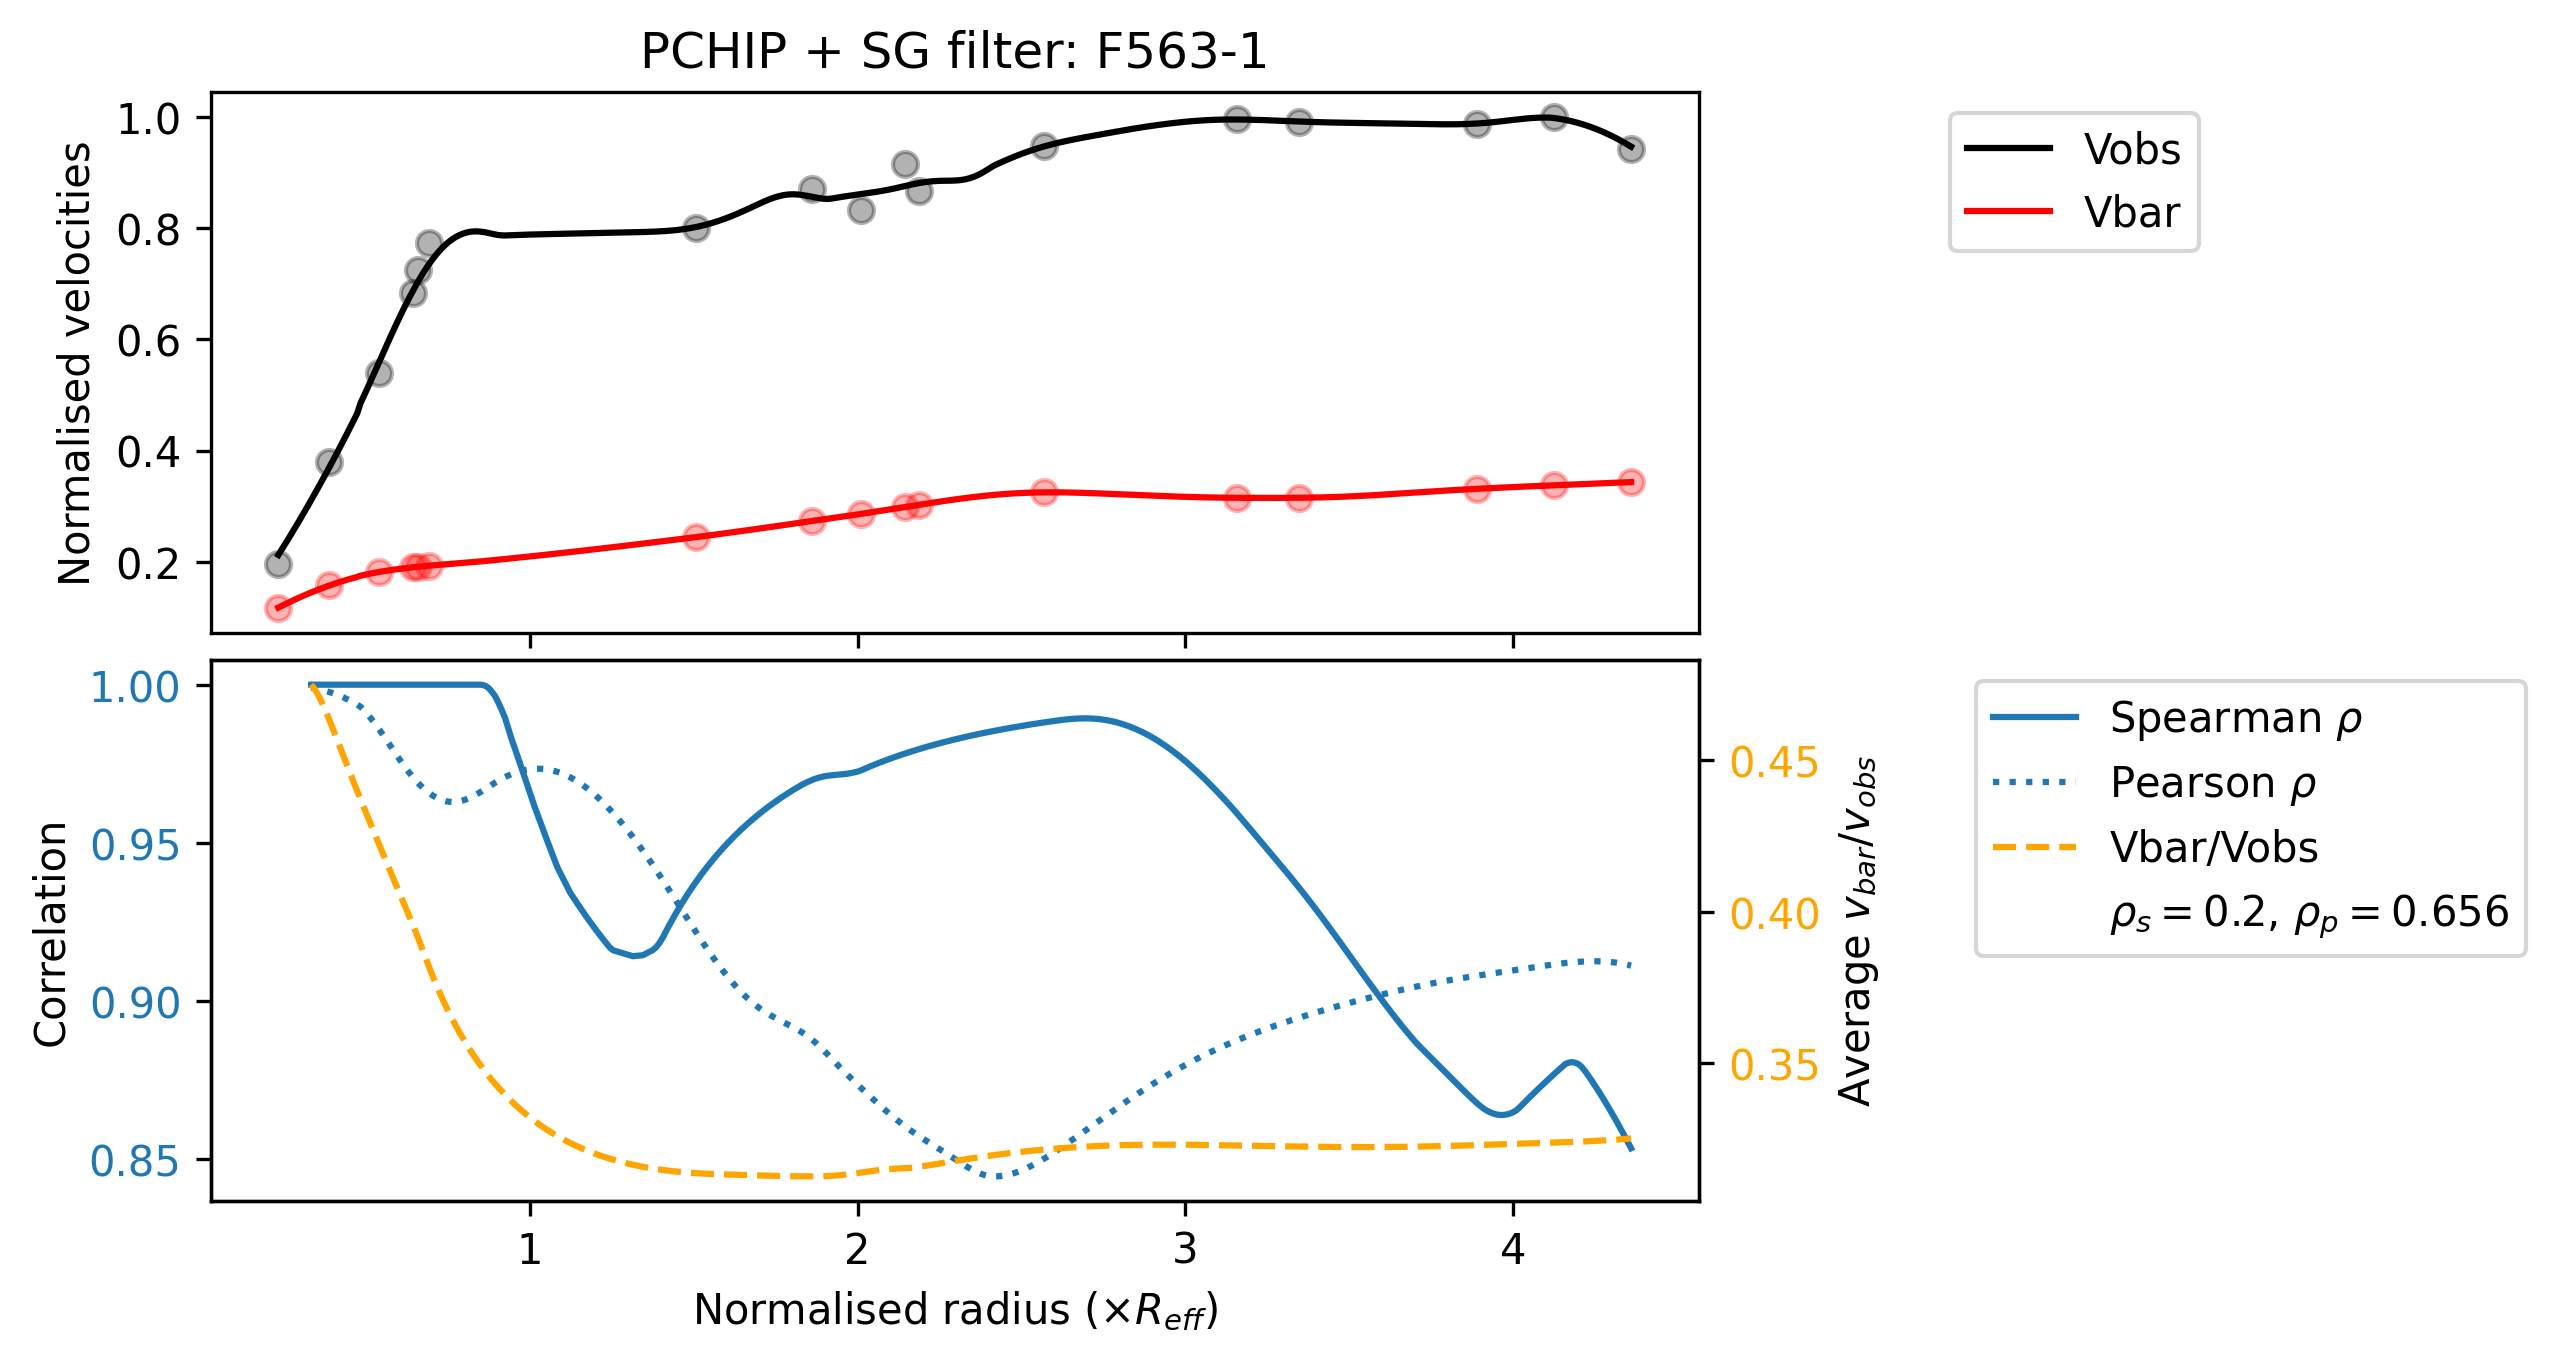 PCHIP + SG filter: F563-1
Normalised velocities
1.0
0.8
0.6
0.4
0.2
Vobs
Vbar
Correlation
1.00
0.95
0.90
0.85
0.45
0.40
0.35
Average v_bar/v_obs
Spearman ρ
Pearson ρ
Vbar/Vobs
ρ_s = 0.2, ρ_p = 0.656
1 2 3 4
Normalised radius (×R_eff)